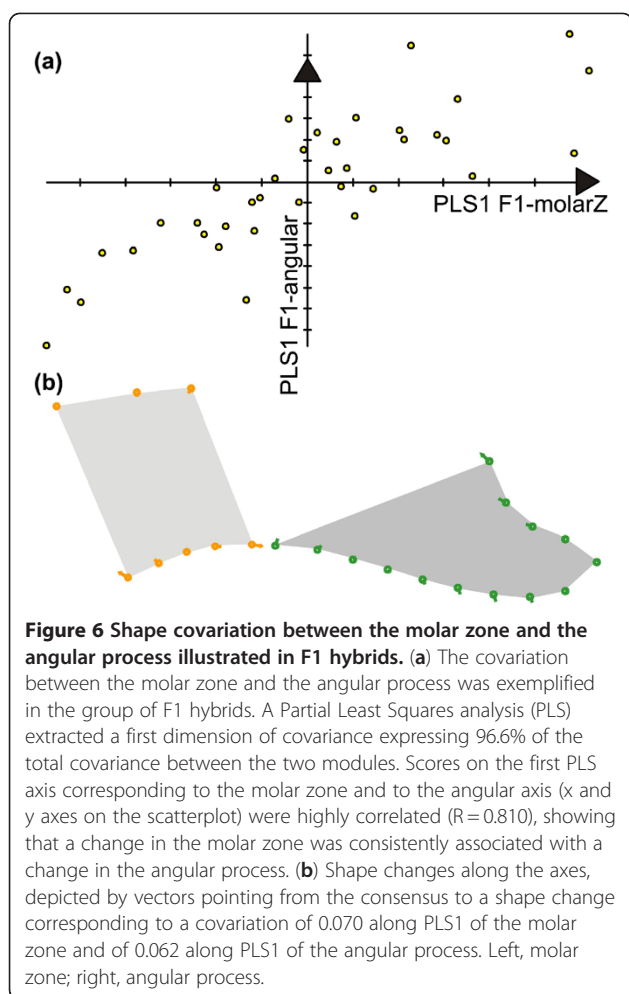 (a)
PLS1 F1-molarZ
PLS1 F1-angular
(b)
Figure 6 Shape covariation between the molar zone and the
angular process illustrated in F1 hybrids. (a) The covariation
between the molar zone and the angular process was exemplified
in the group of F1 hybrids. A Partial Least Squares analysis (PLS)
extracted a first dimension of covariance expressing 96.6% of the
total covariance between the two modules. Scores on the first PLS
axis corresponding to the molar zone and to the angular axis (x and
y axes on the scatterplot) were highly correlated (R = 0.810), showing
that a change in the molar zone was consistently associated with a
change in the angular process. (b) Shape changes along the axes,
depicted by vectors pointing from the consensus to a shape change
corresponding to a covariation of 0.070 along PLS1 of the molar
zone and of 0.062 along PLS1 of the angular process. Left, molar
zone; right, angular process.